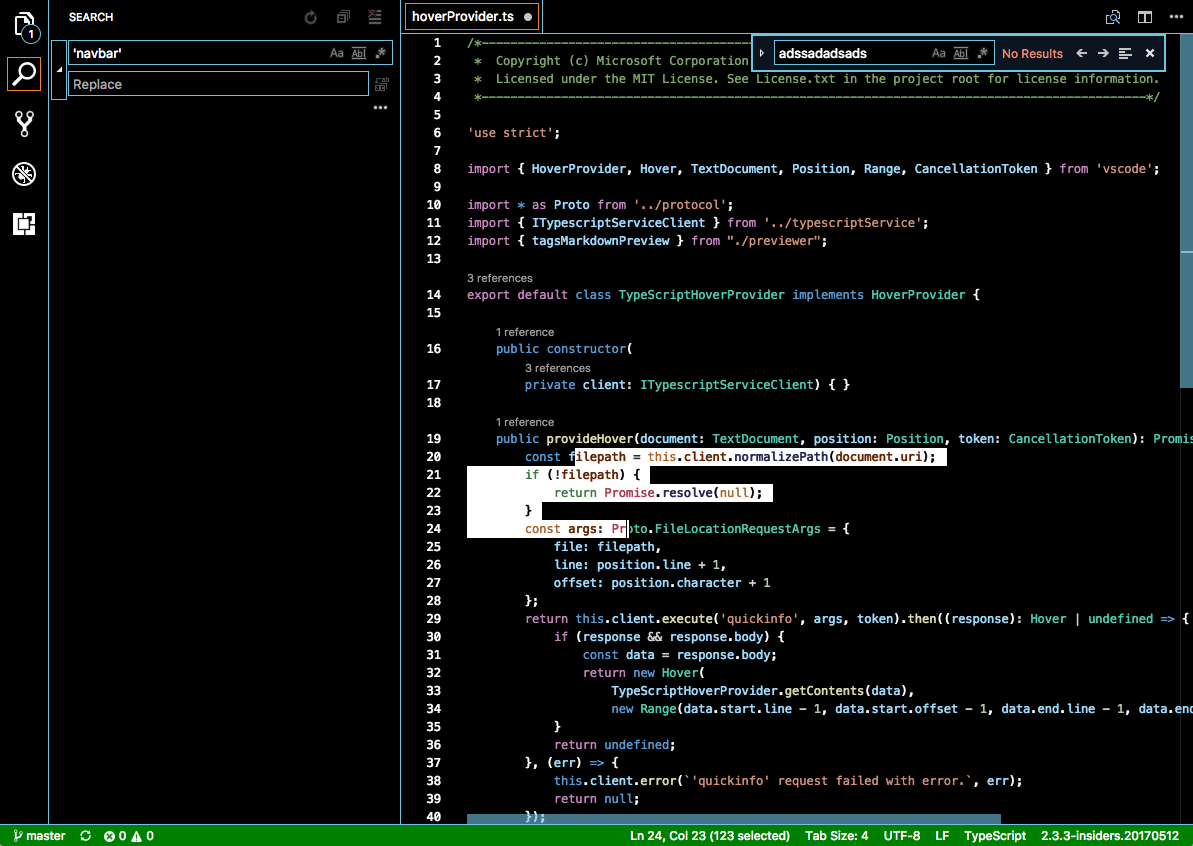 1
SEARCH
'navbar'
Aa Abl .*
Replace
•••
hoverProvider.ts
adssadadsads
Aa Abl .*
No Results
1 /*---------------------------------------------------------------------------------------------
2  *  Copyright (c) Microsoft Corporation
3  *  Licensed under the MIT License. See License.txt in the project root for license information.
4  *--------------------------------------------------------------------------------------------*/
5
6 'use strict';
7
8 import { HoverProvider, Hover, TextDocument, Position, Range, CancellationToken } from 'vscode';
9
10 import * as Proto from '../protocol';
11 import { ITypescriptServiceClient } from '../typescriptService';
12 import { tagsMarkdownPreview } from "./previewer";
13
3 references
14 export default class TypeScriptHoverProvider implements HoverProvider {
15
1 reference
16     public constructor(
3 references
17         private client: ITypescriptServiceClient) { }
18
1 reference
19     public provideHover(document: TextDocument, position: Position, token: CancellationToken): Promis
20         const filepath = this.client.normalizePath(document.uri);
21         if (!filepath) {
22             return Promise.resolve(null);
23         }
24         const args: Proto.FileLocationRequestArgs = {
25             file: filepath,
26             line: position.line + 1,
27             offset: position.character + 1
28         };
29         return this.client.execute('quickinfo', args, token).then((response): Hover | undefined => {
30             if (response && response.body) {
31                 const data = response.body;
32                 return new Hover(
33                     TypeScriptHoverProvider.getContents(data),
34                     new Range(data.start.line - 1, data.start.offset - 1, data.end.line - 1, data.end
35             }
36             return undefined;
37         }, (err) => {
38             this.client.error(`'quickinfo' request failed with error.`, err);
39             return null;
40         });
master 0 0 Ln 24, Col 23 (123 selected) Tab Size: 4 UTF-8 LF TypeScript 2.3.3-insiders.20170512